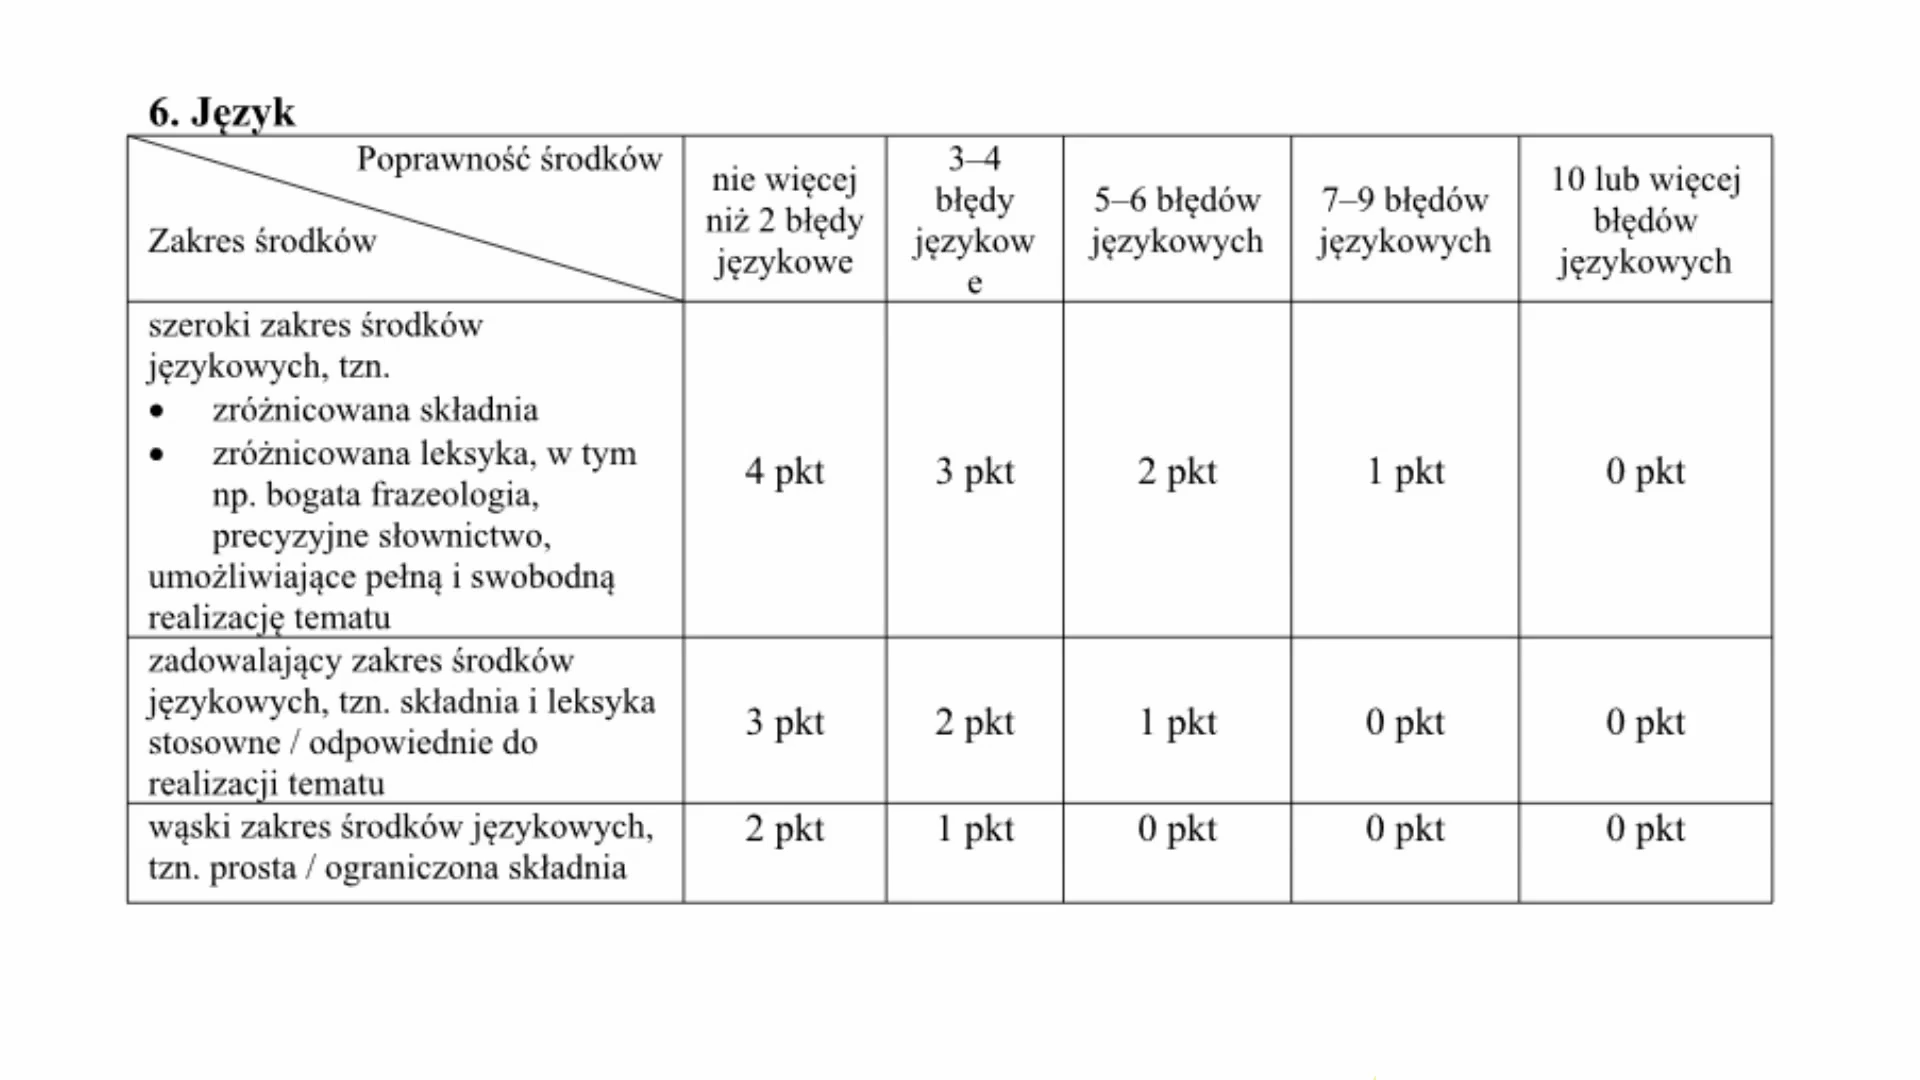 6. Język
Poprawność środków
Zakres środków
nie więcej
niż 2 błędy
językowe
3–4
błędy
językow
e
5–6 błędów
językowych
7–9 błędów
językowych
10 lub więcej
błędów
językowych
szeroki zakres środków
językowych, tzn.
• zróżnicowana składnia
• zróżnicowana leksyka, w tym
np. bogata frazeologia,
precyzyjne słownictwo,
umożliwiające pełną i swobodną
realizację tematu
4 pkt
3 pkt
2 pkt
1 pkt
0 pkt
zadowalający zakres środków
językowych, tzn. składnia i leksyka
stosowne / odpowiednie do
realizacji tematu
3 pkt
2 pkt
1 pkt
0 pkt
0 pkt
wąski zakres środków językowych,
tzn. prosta / ograniczona składnia
2 pkt
1 pkt
0 pkt
0 pkt
0 pkt